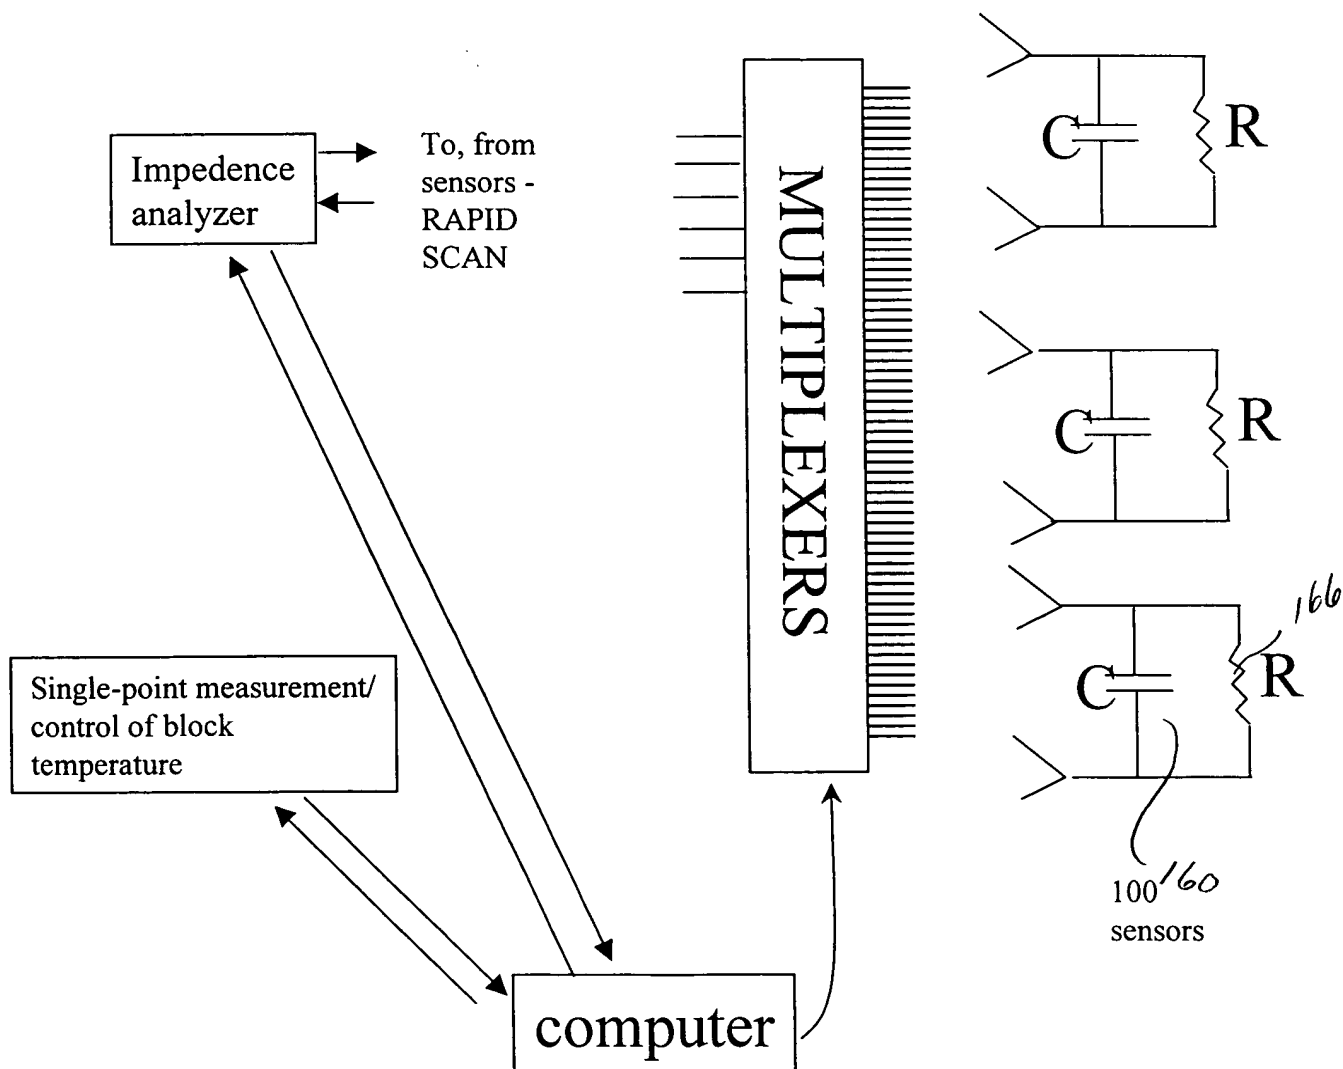 Impedence
analyzer
To, from
sensors -
RAPID
SCAN
MULTIPLEXERS
C
R
C
R
C
R
166
Single-point measurement/
control of block
temperature
100 160
sensors
computer